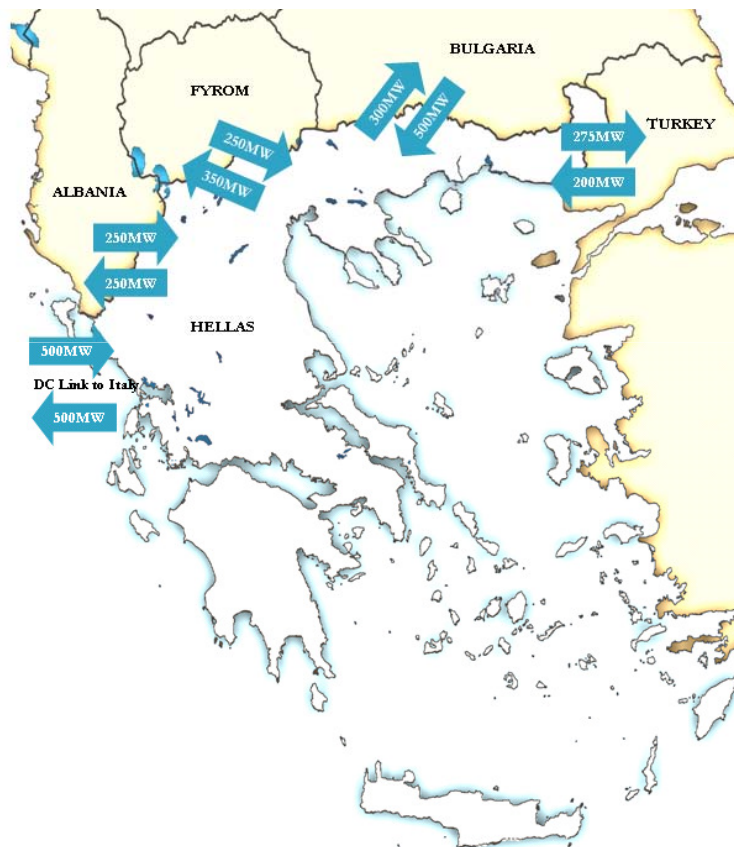 BULGARIA
FYROM
300MW
500MW
TURKEY
275MW
250MW
350MW
200MW
ALBANIA
250MW
250MW
HELLAS
500MW
DC Link to Italy
500MW